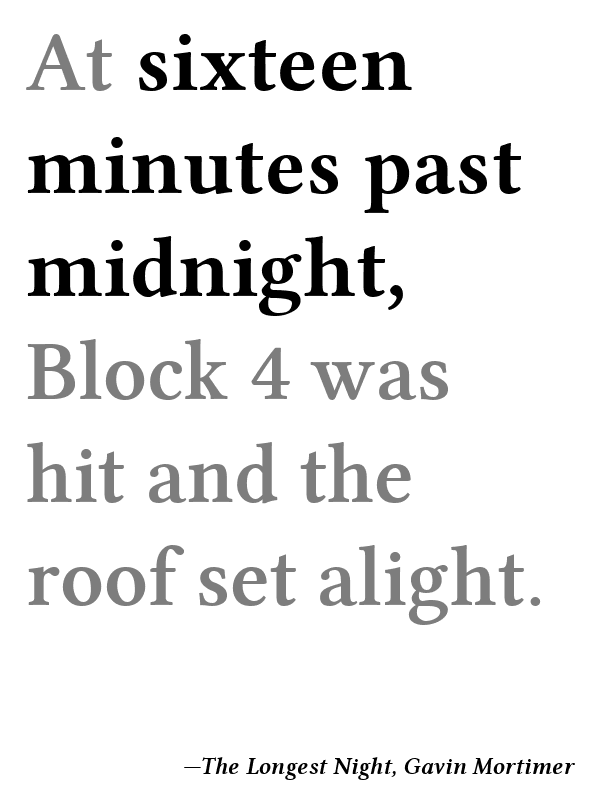 At sixteen
minutes past
midnight,
Block 4 was
hit and the
roof set alight.
—The Longest Night, Gavin Mortimer